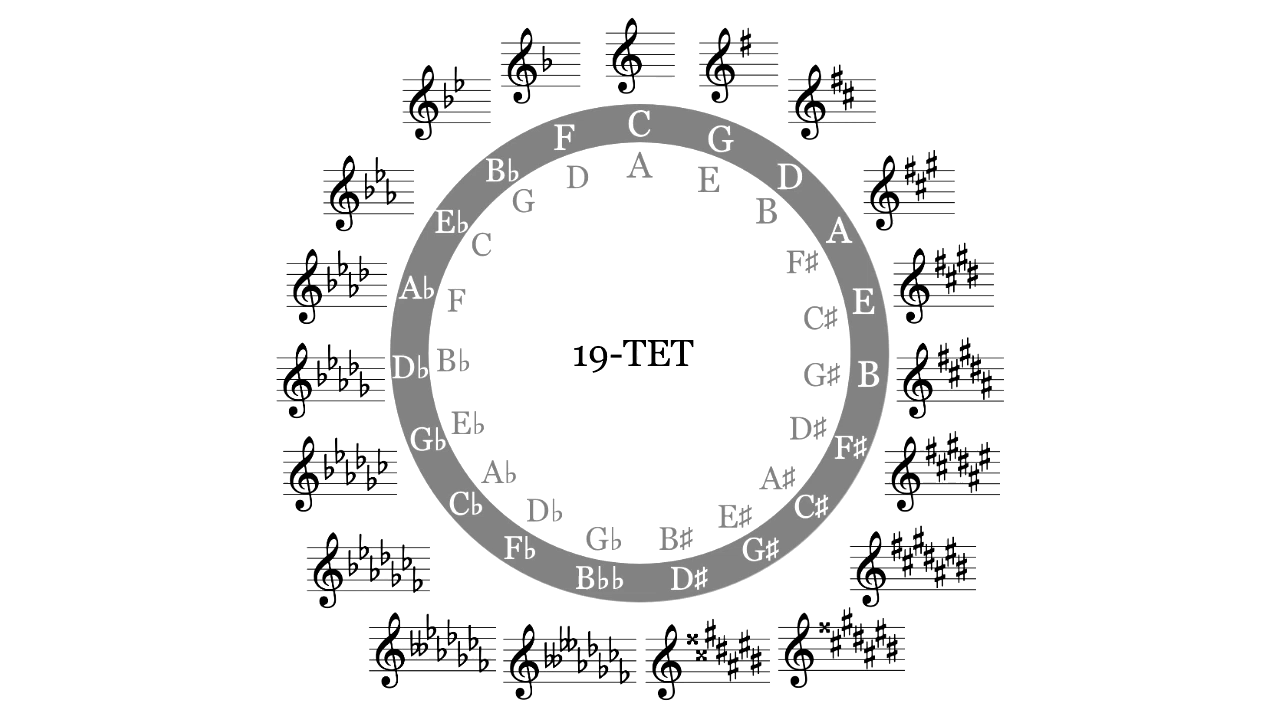 C
G
D
A
E
B
F♯
C♯
G♯
D♯
B♭♭
F♭
C♭
G♭
D♭
A♭
E♭
B♭
F
A
E
B
F♯
C♯
G♯
D♯
A♯
E♯
B♯
G♭
D♭
A♭
E♭
B♭
F
C
G
D
19-TET